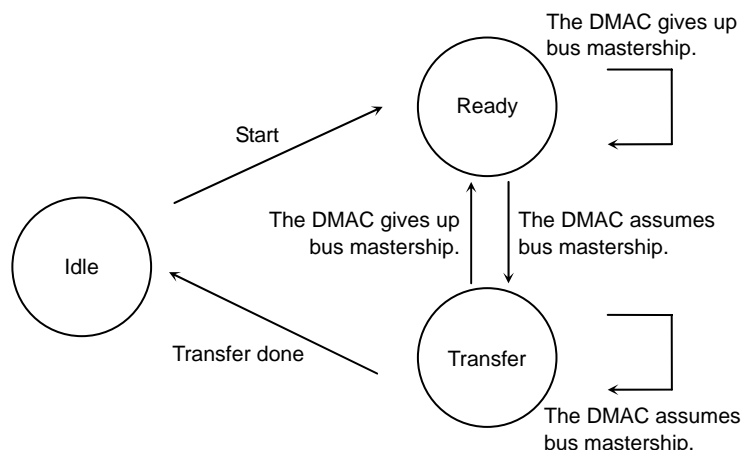 The DMAC gives up
bus mastership.
Ready
Start
The DMAC gives up
bus mastership.
The DMAC assumes
bus mastership.
Idle
Transfer done
Transfer
The DMAC assumes
bus mastership.